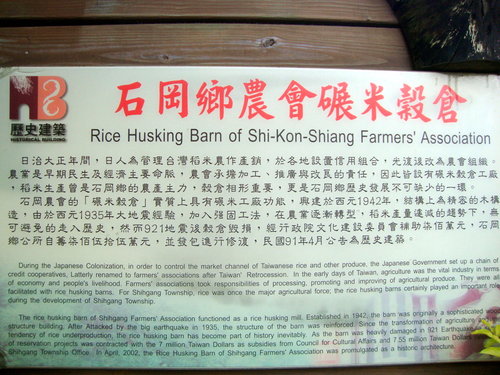 石岡鄉農會碾米穀倉
歷史建築
HISTORICAL BUILDING
Rice Husking Barn of Shi-Kon-Shiang Farmers' Association
日治大正年間，日人為管理台灣稻米農作產銷，於各地設置信用組合，光復後改為農會組織。
農業是早期民生及經濟主要命脈，農會承擔加工、推廣與改良的責任，因此皆設有碾米穀倉工廠
，稻米生產曾是石岡鄉的農業主力，穀倉相形重要，更是石岡鄉歷史發展不可缺少的一環。
石岡農會的「碾米穀倉」實質上具有碾米工廠功能，興建於西元1942年，結構上為精密的木構
造，由於西元1935年大地震經驗，加入強固工法，在農業逐漸轉型，稻米產量遞減的趨勢下，無
可避免的走入歷史，然而921地震後穀倉毀損，經行政院文化建設委員會補助柒佰萬元，石岡
鄉公所自籌柒佰伍拾伍萬元，並發包進行修復，民國91年4月公告為歷史建築。
During the Japanese Colonization, in order to control the market channel of Taiwanese rice and other produce, the Japanese Government set up a chain of
credit cooperatives, Latterly renamed to farmers' associations after Taiwan' Retrocession. In the early days of Taiwan, agriculture was the vital industry in terms
of economy and people's livelihood. Farmers' associations took responsibilities of processing, promoting and improving of agricultural produce. They were all
facilitated with rice husking barns. For Shihgang Township, rice was once the major agricultural force; the rice husking barn certainly played an important ro
during the development of Shihgang Township.
The rice husking barn of Shihgang Farmers' Association functioned as a rice husking mill. Established in 1942, the barn was originally a sophisticated
structure building. After Attacked by the big earthquake in 1935, the structure of the barn was reinforced. Since the transformation of agriculture
tendency of rice underproduction, the rice husking barn has become part of history inevitably. As the barn was heavily damaged in 921 Earthquake
of reservation projects was contracted with the 7 million Taiwan Dollars as subsidies from Council for Cultural Affairs and 7.55 million Taiwan Dollars
Shihgang Township Office. In April, 2002, the Rice Husking Barn of Shihgang Farmers' Association was promulgated as a historic architecture.